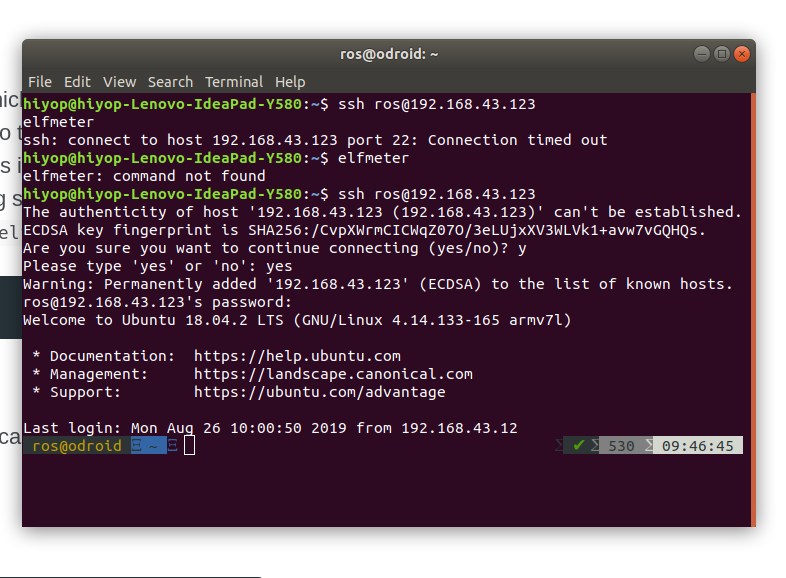 ros@odroid: ~
File Edit View Search Terminal Help
hiyop@hiyop-Lenovo-IdeaPad-Y580:~$ ssh ros@192.168.43.123
elfmeter
ssh: connect to host 192.168.43.123 port 22: Connection timed out
hiyop@hiyop-Lenovo-IdeaPad-Y580:~$ elfmeter
elfmeter: command not found
hiyop@hiyop-Lenovo-IdeaPad-Y580:~$ ssh ros@192.168.43.123
The authenticity of host '192.168.43.123 (192.168.43.123)' can't be established.
ECDSA key fingerprint is SHA256:/CvpXWrmCICWqZ07O/3eLUjxXV3WLVk1+avw7vGQHQs.
Are you sure you want to continue connecting (yes/no)? y
Please type 'yes' or 'no': yes
Warning: Permanently added '192.168.43.123' (ECDSA) to the list of known hosts.
ros@192.168.43.123's password:
Welcome to Ubuntu 18.04.2 LTS (GNU/Linux 4.14.133-165 armv7l)
* Documentation: https://help.ubuntu.com
* Management: https://landscape.canonical.com
* Support: https://ubuntu.com/advantage
Last login: Mon Aug 26 10:00:50 2019 from 192.168.43.12
ros@odroid ~ ✔ 530 09:46:45